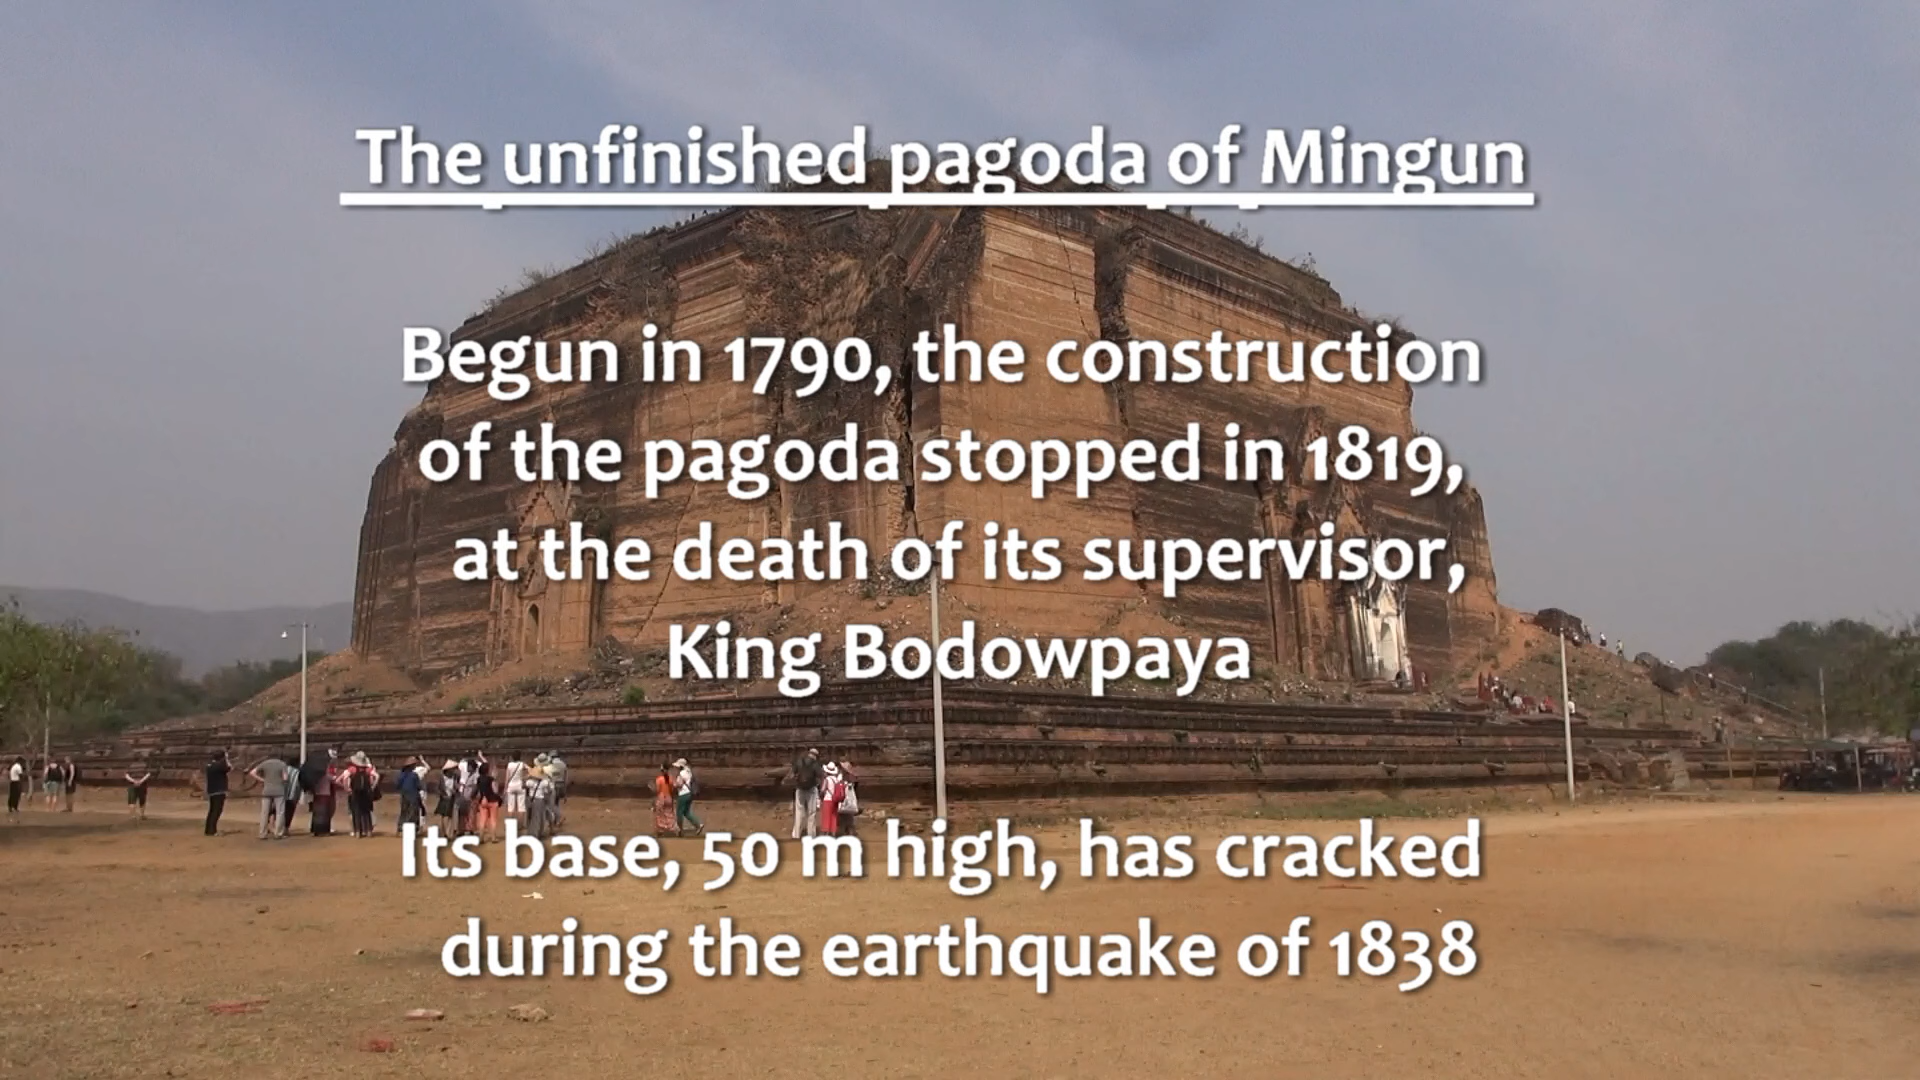 The unfinished pagoda of Mingun
Begun in 1790, the construction
of the pagoda stopped in 1819,
at the death of its supervisor,
King Bodowpaya
Its base, 50 m high, has cracked
during the earthquake of 1838